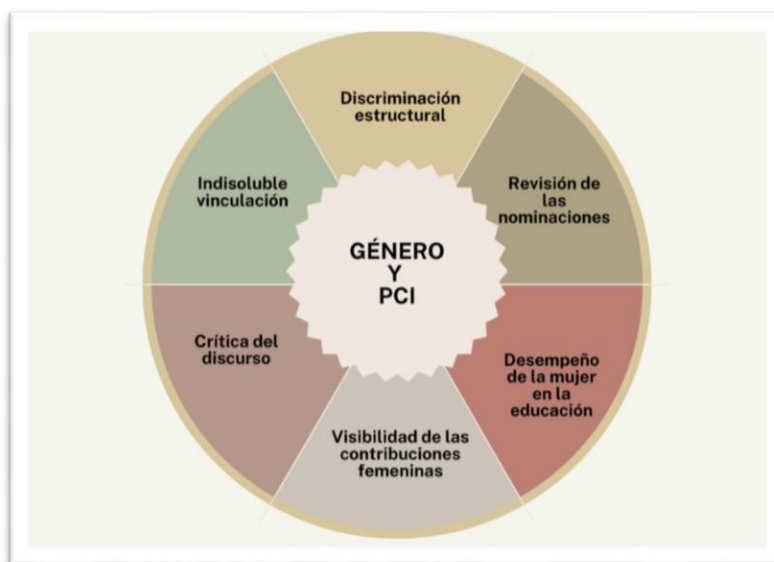 Discriminación
estructural
Revisión de
las
nominaciones
Desempeño
de la mujer
en la
educación
Visibilidad de las
contribuciones
femeninas
Crítica del
discurso
Indisoluble
vinculación
GÉNERO
Y
PCI